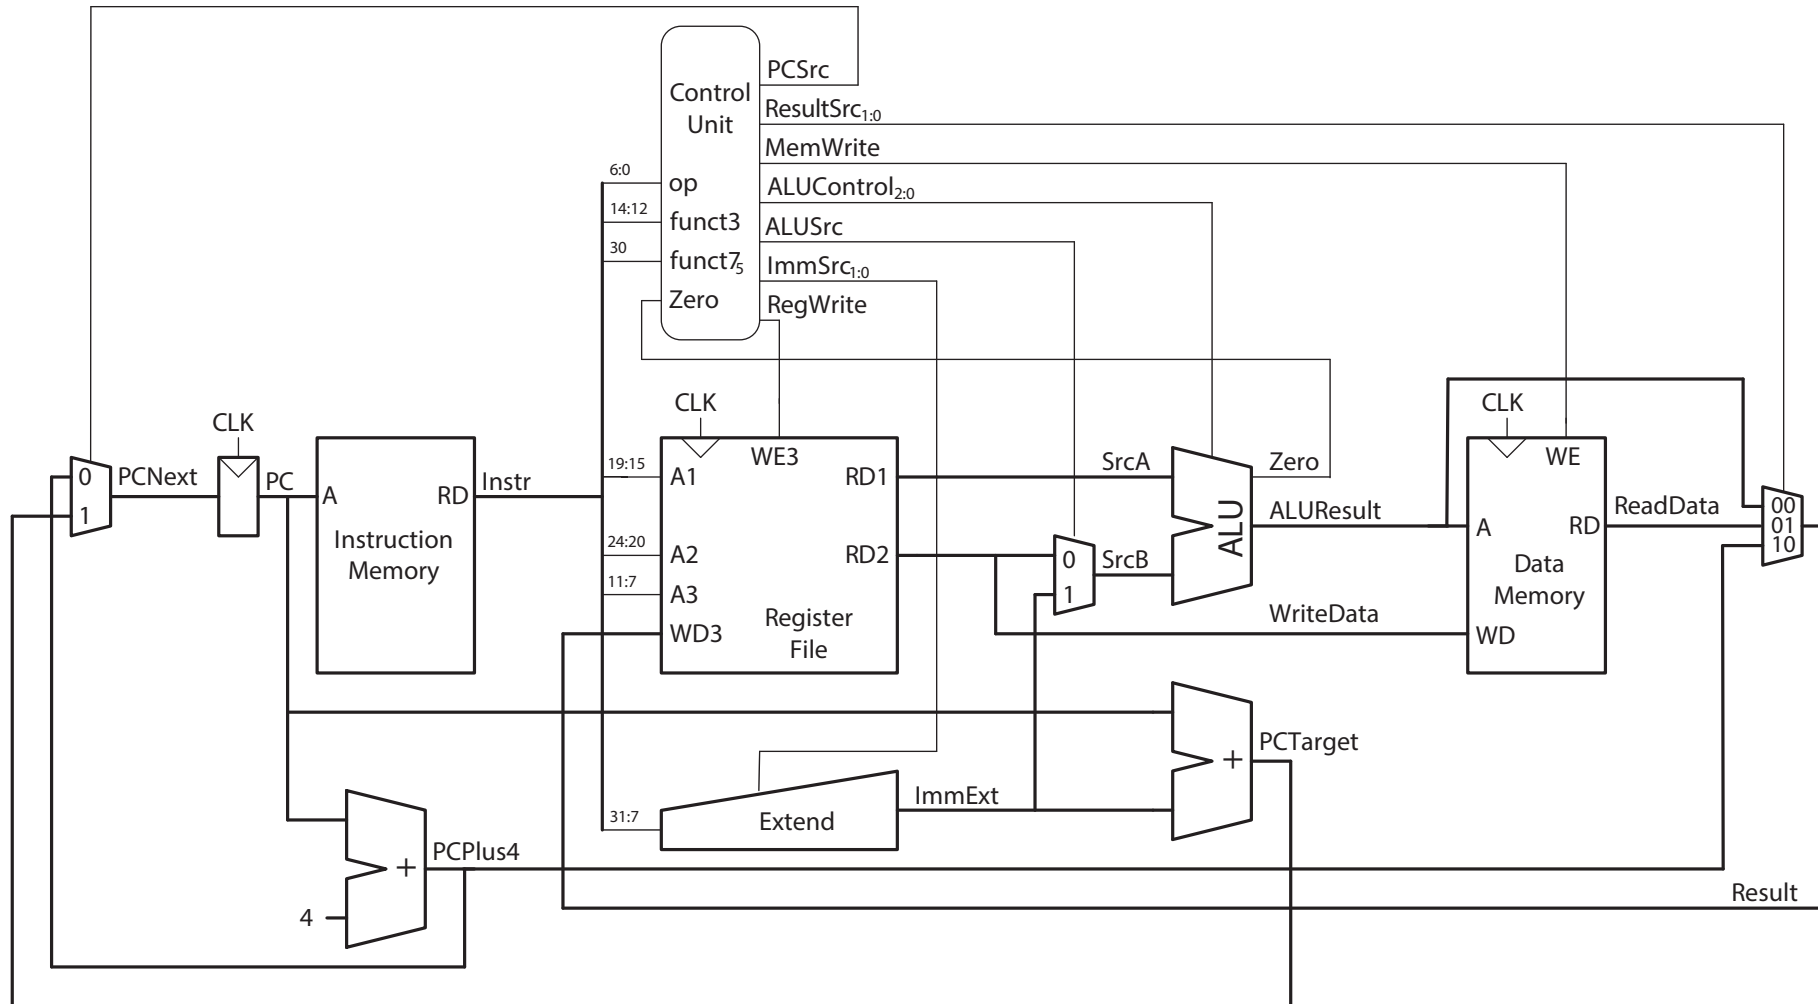 PCSrc
Control
Unit
ResultSrc1:0
MemWrite
6:0
op
ALUControl2:0
14:12
funct3
ALUSrc
30
funct75
ImmSrc1:0
Zero
RegWrite
CLK
CLK
CLK
WE3
WE
0
PCNext
PC
A
RD
Instr
19:15
A1
RD1
SrcA
Zero
1
Instruction
Memory
ALU
ALUResult
A
RD
ReadData
00
01
10
24:20
A2
RD2
0
SrcB
1
Data
Memory
11:7
A3
Register
File
WD3
WriteData
WD
+
PCTarget
ImmExt
31:7
Extend
+
PCPlus4
4
Result